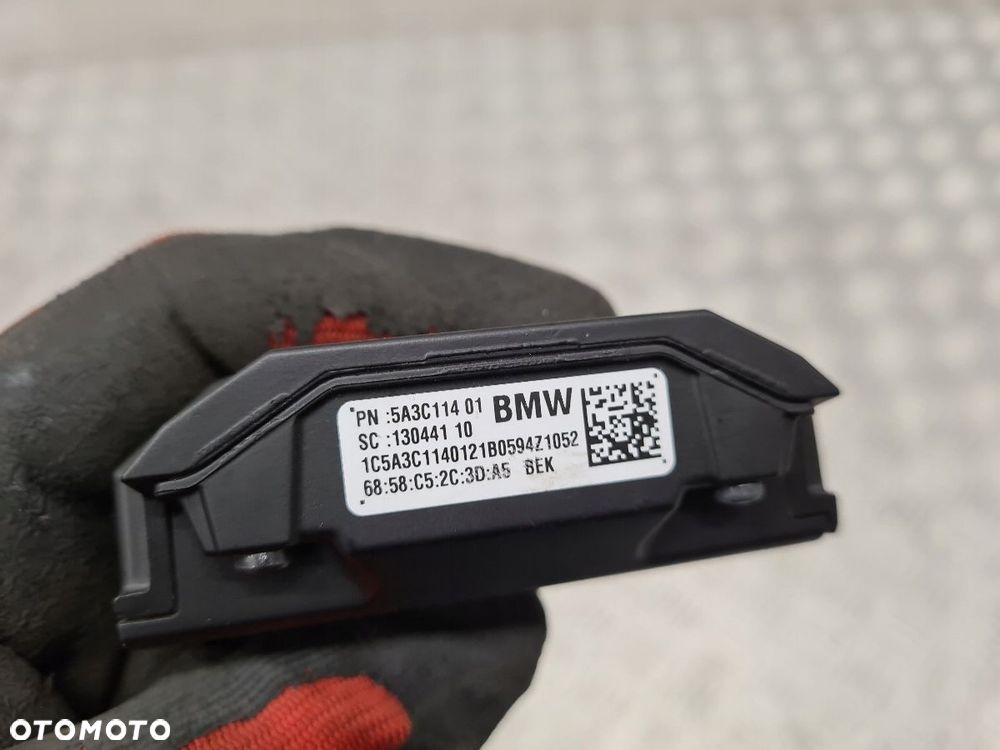 PN :5A3C114 01 BMW
SC :130441 10
1C5A3C1140121B0594Z1052
68:58:C5:2C:3D:A5 BEK
OTOMOTO